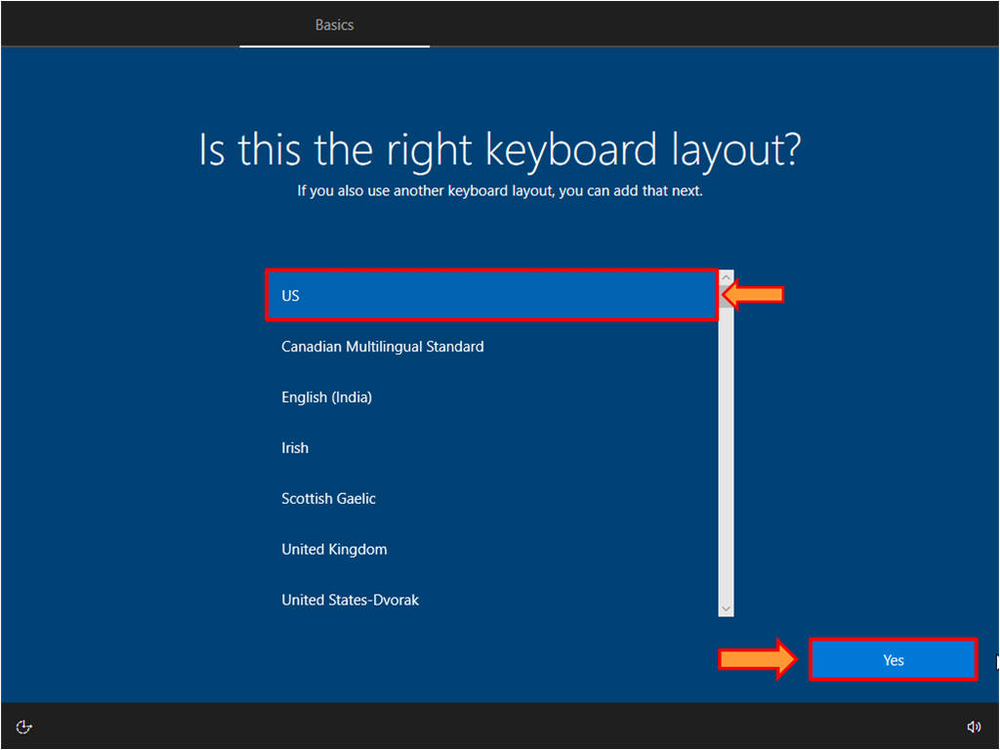 Basics
Is this the right keyboard layout?
If you also use another keyboard layout, you can add that next.
US
Canadian Multilingual Standard
English (India)
Irish
Scottish Gaelic
United Kingdom
United States-Dvorak
Yes